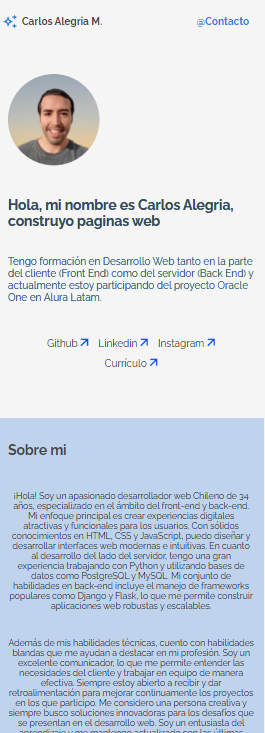 Carlos Alegria M.
@Contacto
Hola, mi nombre es Carlos Alegria,
construyo paginas web
Tengo formación en Desarrollo Web tanto en la parte
del cliente (Front End) como del servidor (Back End) y
actualmente estoy participando del proyecto Oracle
One en Alura Latam.
Github Linkedin Instagram
Currículo
Sobre mi
¡Hola! Soy un apasionado desarrollador web Chileno de 34
años, especializado en el ámbito del front-end y back-end.
Mi enfoque principal es crear experiencias digitales
atractivas y funcionales para los usuarios. Con sólidos
conocimientos en HTML, CSS y JavaScript, puedo diseñar y
desarrollar interfaces web modernas e intuitivas. En cuanto
al desarrollo del lado del servidor, tengo una gran
experiencia trabajando con Python y utilizando bases de
datos como PostgreSQL y MySQL. Mi conjunto de
habilidades en back-end incluye el manejo de frameworks
populares como Django y Flask, lo que me permite construir
aplicaciones web robustas y escalables.
Además de mis habilidades técnicas, cuento con habilidades
blandas que me ayudan a destacar en mi profesión. Soy un
excelente comunicador, lo que me permite entender las
necesidades del cliente y trabajar en equipo de manera
efectiva. Siempre estoy abierto a recibir y dar
retroalimentación para mejorar continuamente los proyectos
en los que participo. Me considero una persona creativa y
siempre busco soluciones innovadoras para los desafíos que
se presentan en el desarrollo web. Soy un entusiasta del
aprendizaje y me mantengo actualizado con las últimas